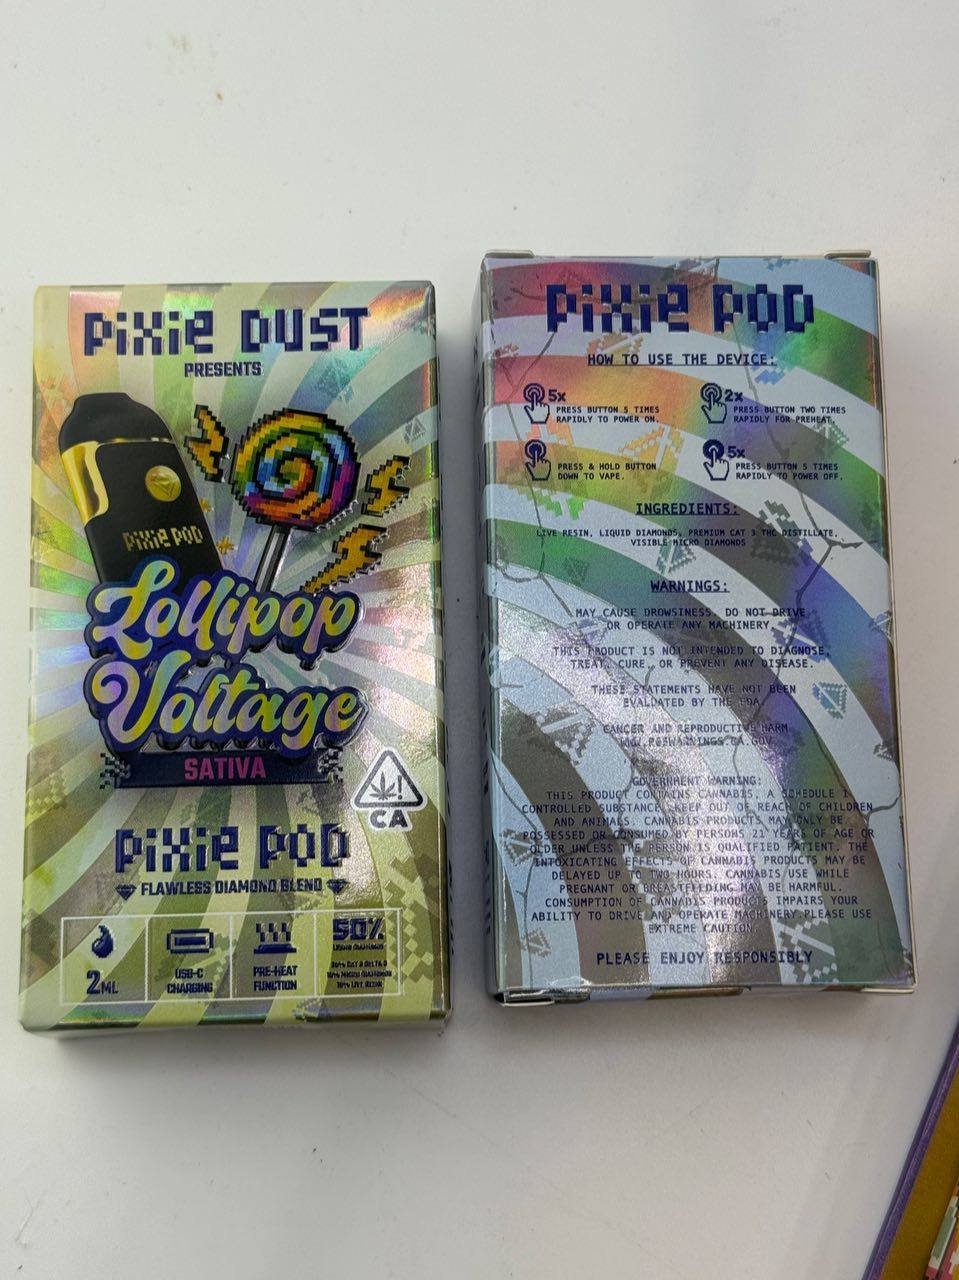 PiXie DUST
PRESENTS
PiXie POD
Lollipop
Voltage
SATIVA
!
CA
PiXie POD
FLAWLESS DIAMOND BLEND
2ML
USB-C
CHARGING
PRE-HEAT
FUNCTION
50%
LIQUID DIAMONDS
10% LIVE RESIN
PiXie POD
HOW TO USE THE DEVICE:
5x
PRESS BUTTON 5 TIMES
RAPIDLY TO POWER ON.
2x
PRESS BUTTON TWO TIMES
RAPIDLY FOR PREHEAT.
PRESS & HOLD BUTTON
DOWN TO VAPE.
5x
PRESS BUTTON 5 TIMES
RAPIDLY TO POWER OFF.
INGREDIENTS:
LIVE RESIN, LIQUID DIAMONDS, PREMIUM CAT 3 THC DISTILLATE,
VISIBLE MICRO DIAMONDS
WARNINGS:
MAY CAUSE DROWSINESS. DO NOT DRIVE
OR OPERATE ANY MACHINERY.
THIS PRODUCT IS NOT INTENDED TO DIAGNOSE,
TREAT, CURE, OR PREVENT ANY DISEASE.
THESE STATEMENTS HAVE NOT BEEN
EVALUATED BY THE FDA.
CANCER AND REPRODUCTIVE HARM
WWW.P65WARNINGS.CA.GOV
GOVERNMENT WARNING:
THIS PRODUCT CONTAINS CANNABIS, A SCHEDULE I
CONTROLLED SUBSTANCE. KEEP OUT OF REACH OF CHILDREN
AND ANIMALS. CANNABIS PRODUCTS MAY ONLY BE
POSSESSED OR CONSUMED BY PERSONS 21 YEARS OF AGE OR
OLDER UNLESS THE PERSON IS QUALIFIED PATIENT. THE
INTOXICATING EFFECTS OF CANNABIS PRODUCTS MAY BE
DELAYED UP TO TWO HOURS. CANNABIS USE WHILE
PREGNANT OR BREASTFEEDING MAY BE HARMFUL.
CONSUMPTION OF CANNABIS PRODUCTS IMPAIRS YOUR
ABILITY TO DRIVE AND OPERATE MACHINERY.PLEASE USE
EXTREME CAUTION.
PLEASE ENJOY RESPONSIBLY